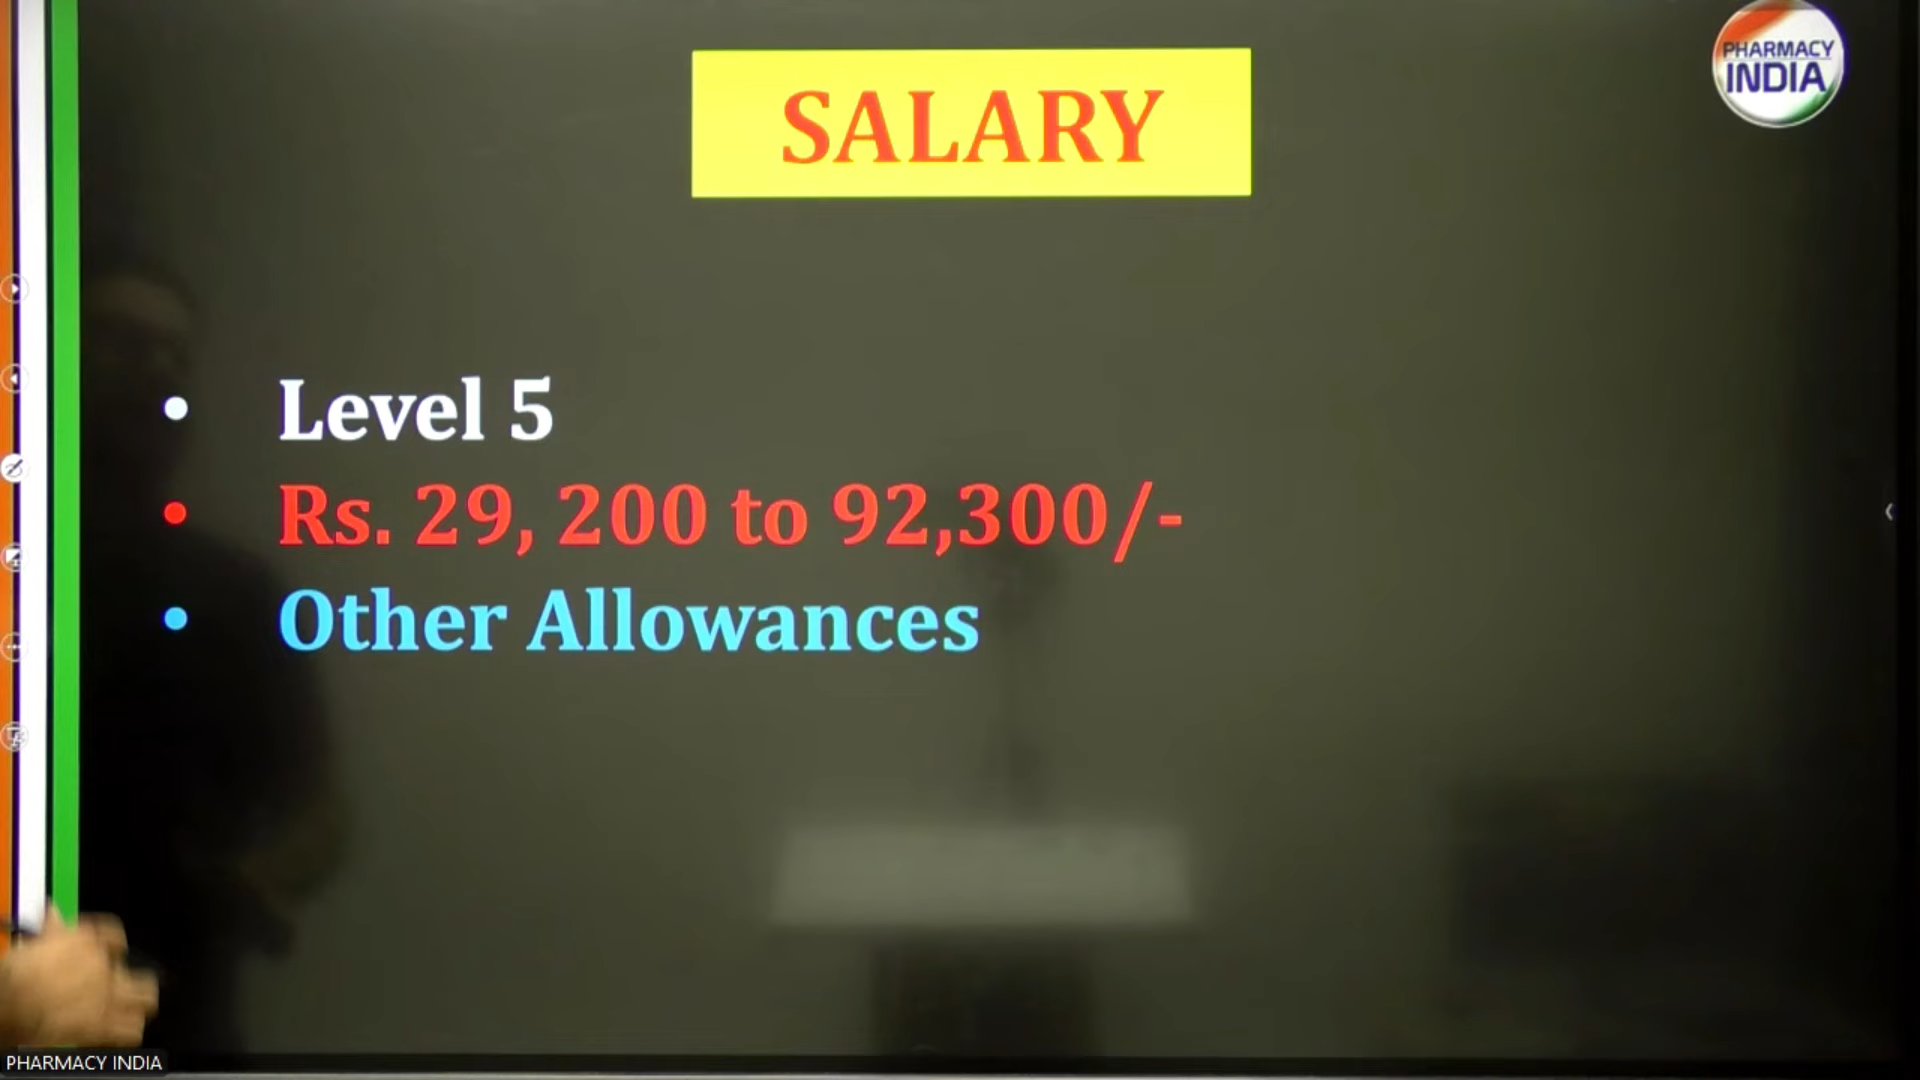 PHARMACY
INDIA
SALARY
• Level 5
• Rs. 29, 200 to 92,300/-
• Other Allowances
PHARMACY INDIA